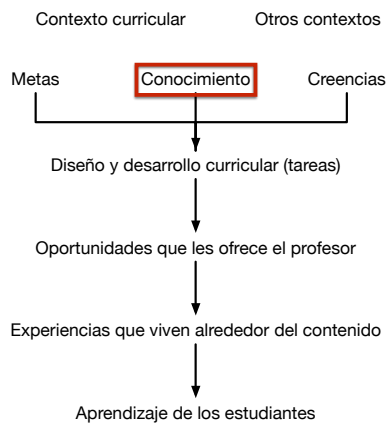 Contexto curricular Otros contextos
Metas Conocimiento Creencias
Diseño y desarrollo curricular (tareas)
Oportunidades que les ofrece el profesor
Experiencias que viven alrededor del contenido
Aprendizaje de los estudiantes